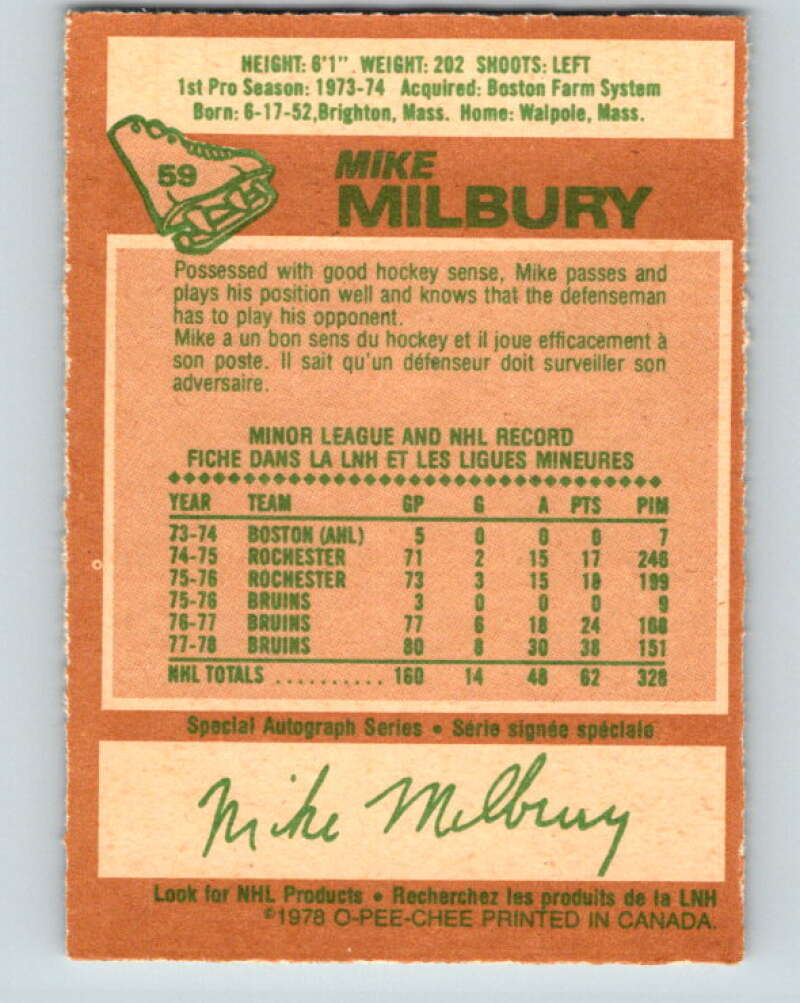 HEIGHT: 6'1". WEIGHT: 202 SHOOTS: LEFT
1st Pro Season: 1973-74 Acquired: Boston Farm System
Born: 6-17-52,Brighton, Mass. Home: Walpole, Mass.
59
MIKE
MILBURY
Possessed with good hockey sense, Mike passes and
plays his position well and knows that the defenseman
has to play his opponent.
Mike a un bon sens du hockey et il joue efficacement à
son poste. Il sait qu'un défenseur doit surveiller son
adversaire.
MINOR LEAGUE AND NHL RECORD
FICHE DANS LA LNH ET LES LIGUES MINEURES
YEAR TEAM GP G A PTS PIM
73-74 BOSTON (AHL) 5 0 0 0 7
74-75 ROCHESTER 71 2 15 17 246
75-76 ROCHESTER 73 3 15 18 199
75-76 BRUINS 3 0 0 0 9
76-77 BRUINS 77 6 18 24 168
77-78 BRUINS 80 8 30 38 151
NHL TOTALS .......... 160 14 48 62 328
Special Autograph Series • Série signée spéciale
Mike Milbury
Look for NHL Products • Recherchez les produits de la LNH
©1978 O-PEE-CHEE PRINTED IN CANADA.